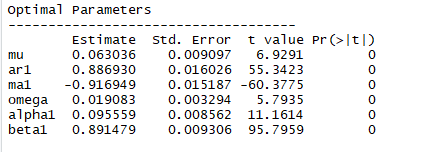 Optimal Parameters
------------------------------------
Estimate Std. Error t value Pr(>|t|)
mu 0.063036 0.009097 6.9291 0
ar1 0.886930 0.016026 55.3423 0
ma1 -0.916949 0.015187 -60.3775 0
omega 0.019083 0.003294 5.7935 0
alpha1 0.095559 0.008562 11.1614 0
beta1 0.891479 0.009306 95.7959 0